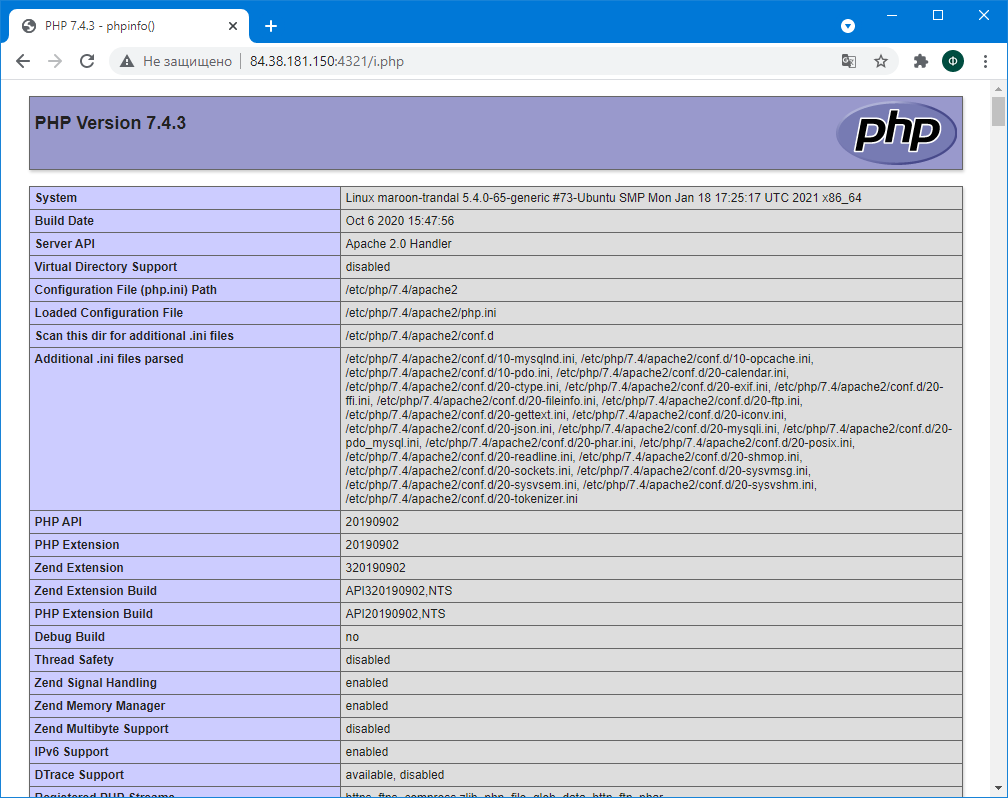 PHP 7.4.3 - phpinfo()
Не защищено 84.38.181.150:4321/i.php
Ф
PHP Version 7.4.3
php
System Linux maroon-trandal 5.4.0-65-generic #73-Ubuntu SMP Mon Jan 18 17:25:17 UTC 2021 x86_64
Build Date Oct 6 2020 15:47:56
Server API Apache 2.0 Handler
Virtual Directory Support disabled
Configuration File (php.ini) Path /etc/php/7.4/apache2
Loaded Configuration File /etc/php/7.4/apache2/php.ini
Scan this dir for additional .ini files /etc/php/7.4/apache2/conf.d
Additional .ini files parsed /etc/php/7.4/apache2/conf.d/10-mysqlnd.ini, /etc/php/7.4/apache2/conf.d/10-opcache.ini,
/etc/php/7.4/apache2/conf.d/10-pdo.ini, /etc/php/7.4/apache2/conf.d/20-calendar.ini,
/etc/php/7.4/apache2/conf.d/20-ctype.ini, /etc/php/7.4/apache2/conf.d/20-exif.ini, /etc/php/7.4/apache2/conf.d/20-
ffi.ini, /etc/php/7.4/apache2/conf.d/20-fileinfo.ini, /etc/php/7.4/apache2/conf.d/20-ftp.ini,
/etc/php/7.4/apache2/conf.d/20-gettext.ini, /etc/php/7.4/apache2/conf.d/20-iconv.ini,
/etc/php/7.4/apache2/conf.d/20-json.ini, /etc/php/7.4/apache2/conf.d/20-mysqli.ini, /etc/php/7.4/apache2/conf.d/20-
pdo_mysql.ini, /etc/php/7.4/apache2/conf.d/20-phar.ini, /etc/php/7.4/apache2/conf.d/20-posix.ini,
/etc/php/7.4/apache2/conf.d/20-readline.ini, /etc/php/7.4/apache2/conf.d/20-shmop.ini,
/etc/php/7.4/apache2/conf.d/20-sockets.ini, /etc/php/7.4/apache2/conf.d/20-sysvmsg.ini,
/etc/php/7.4/apache2/conf.d/20-sysvsem.ini, /etc/php/7.4/apache2/conf.d/20-sysvshm.ini,
/etc/php/7.4/apache2/conf.d/20-tokenizer.ini
PHP API 20190902
PHP Extension 20190902
Zend Extension 320190902
Zend Extension Build API320190902,NTS
PHP Extension Build API20190902,NTS
Debug Build no
Thread Safety disabled
Zend Signal Handling enabled
Zend Memory Manager enabled
Zend Multibyte Support disabled
IPv6 Support enabled
DTrace Support available, disabled
Registered PHP Streams https, ftps, compress.zlib, php, file, glob, data, http, ftp, phar